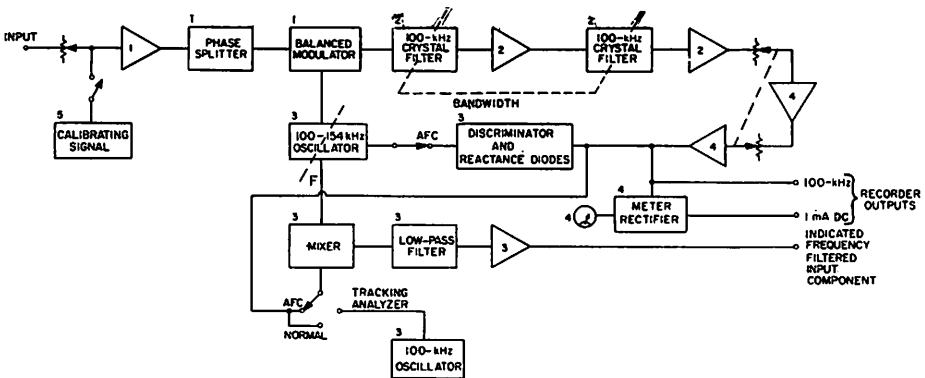 INPUT
1
1
PHASE
SPLITTER
1
BALANCED
MODULATOR
2
100-kHz
CRYSTAL
FILTER
2
2
100-kHz
CRYSTAL
FILTER
2
4
BANDWIDTH
5
CALIBRATING
SIGNAL
3
100-154 kHz
OSCILLATOR
F
AFC
3
DISCRIMINATOR
AND
REACTANCE DIODES
4
4
4
METER
RECTIFIER
100-kHz
1 mA DC
RECORDER
OUTPUTS
3
MIXER
3
LOW-PASS
FILTER
3
INDICATED
FREQUENCY
FILTERED
INPUT
COMPONENT
AFC
NORMAL
TRACKING
ANALYZER
3
100-kHz
OSCILLATOR